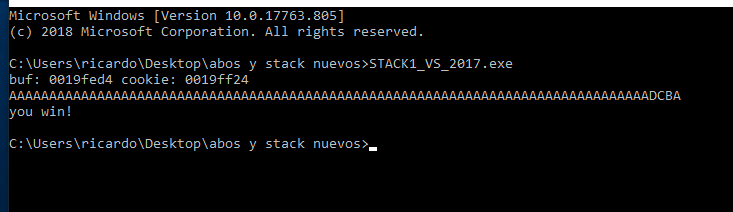 Microsoft Windows [Version 10.0.17763.805]
(c) 2018 Microsoft Corporation. All rights reserved.
C:\Users\ricardo\Desktop\abos y stack nuevos>STACK1_VS_2017.exe
buf: 0019fed4 cookie: 0019ff24
AAAAAAAAAAAAAAAAAAAAAAAAAAAAAAAAAAAAAAAAAAAAAAAAAAAAAAAAAAAAAAAAAAAAAAAAAAAAAAAADCBA
you win!
C:\Users\ricardo\Desktop\abos y stack nuevos>